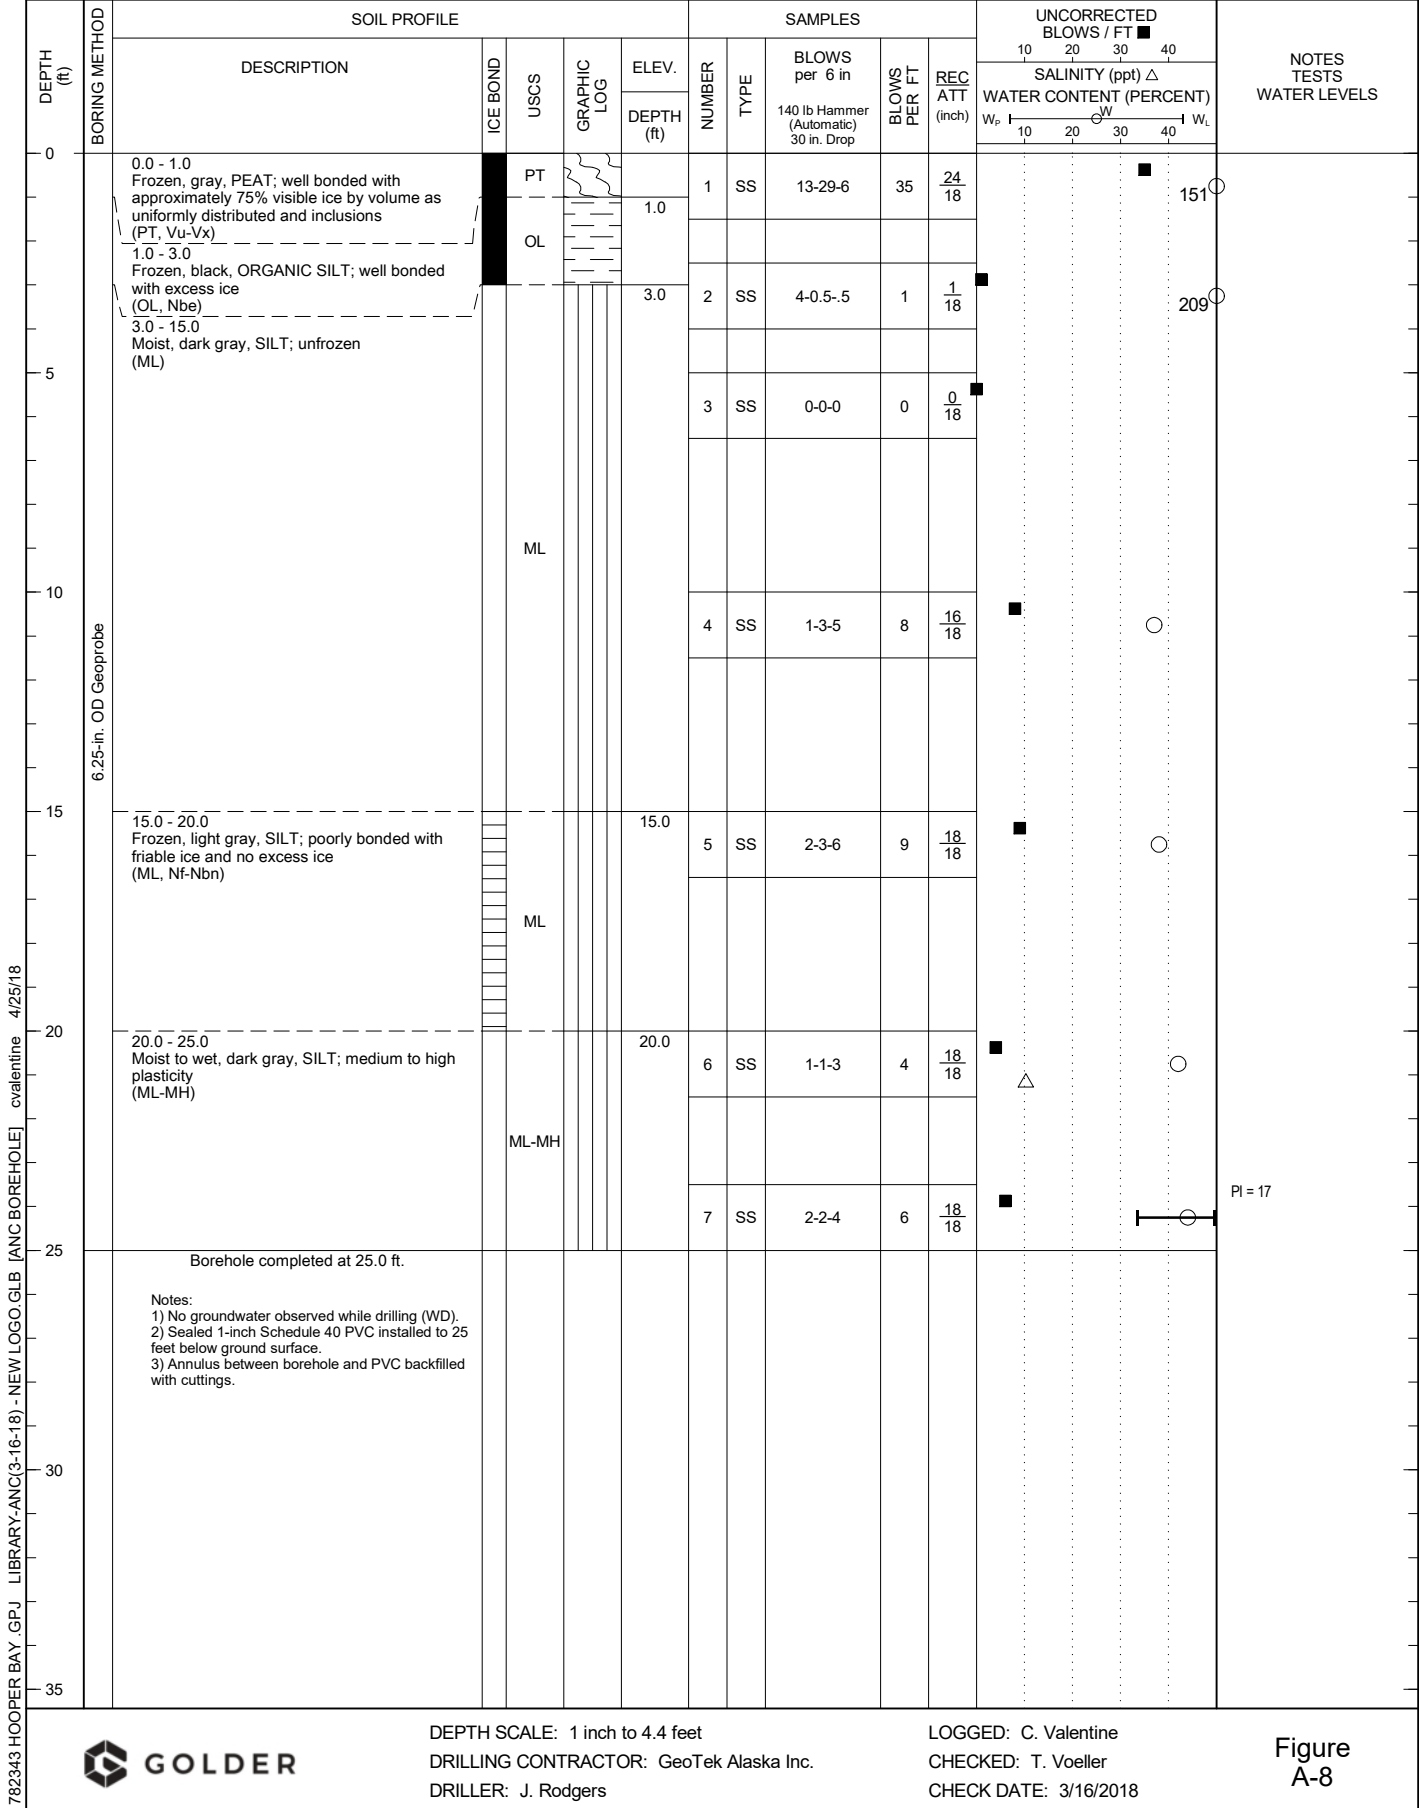 DEPTH
(ft)
BORING METHOD
SOIL PROFILE
DESCRIPTION
ICE BOND
USCS
GRAPHIC
LOG
ELEV.
DEPTH
(ft)
SAMPLES
NUMBER
TYPE
BLOWS
per 6 in
140 lb Hammer
(Automatic)
30 in. Drop
BLOWS
PER FT
REC
ATT
(inch)
UNCORRECTED
BLOWS / FT ■
10 20 30 40
SALINITY (ppt) △
WATER CONTENT (PERCENT)
WP W WL
10 20 30 40
NOTES
TESTS
WATER LEVELS
0
0.0 - 1.0
Frozen, gray, PEAT; well bonded with
approximately 75% visible ice by volume as
uniformly distributed and inclusions
(PT, Vu-Vx)
PT
1 SS 13-29-6 35 24
18
151
1.0
1.0 - 3.0
Frozen, black, ORGANIC SILT; well bonded
with excess ice
(OL, Nbe)
OL
3.0
2 SS 4-0.5-.5 1 1
18
209
3.0 - 15.0
Moist, dark gray, SILT; unfrozen
(ML)
5
3 SS 0-0-0 0 0
18
ML
10
4 SS 1-3-5 8 16
18
6.25-in. OD Geoprobe
15
15.0 - 20.0
Frozen, light gray, SILT; poorly bonded with
friable ice and no excess ice
(ML, Nf-Nbn)
15.0
5 SS 2-3-6 9 18
18
ML
20
20.0 - 25.0
Moist to wet, dark gray, SILT; medium to high
plasticity
(ML-MH)
20.0
6 SS 1-1-3 4 18
18
ML-MH
PI = 17
7 SS 2-2-4 6 18
18
25
Borehole completed at 25.0 ft.
Notes:
1) No groundwater observed while drilling (WD).
2) Sealed 1-inch Schedule 40 PVC installed to 25
feet below ground surface.
3) Annulus between borehole and PVC backfilled
with cuttings.
30
35
782343 HOOPER BAY .GPJ LIBRARY-ANC(3-16-18) - NEW LOGO.GLB [ANC BOREHOLE] cvalentine 4/25/18
GOLDER
DEPTH SCALE: 1 inch to 4.4 feet
DRILLING CONTRACTOR: GeoTek Alaska Inc.
DRILLER: J. Rodgers
LOGGED: C. Valentine
CHECKED: T. Voeller
CHECK DATE: 3/16/2018
Figure
A-8